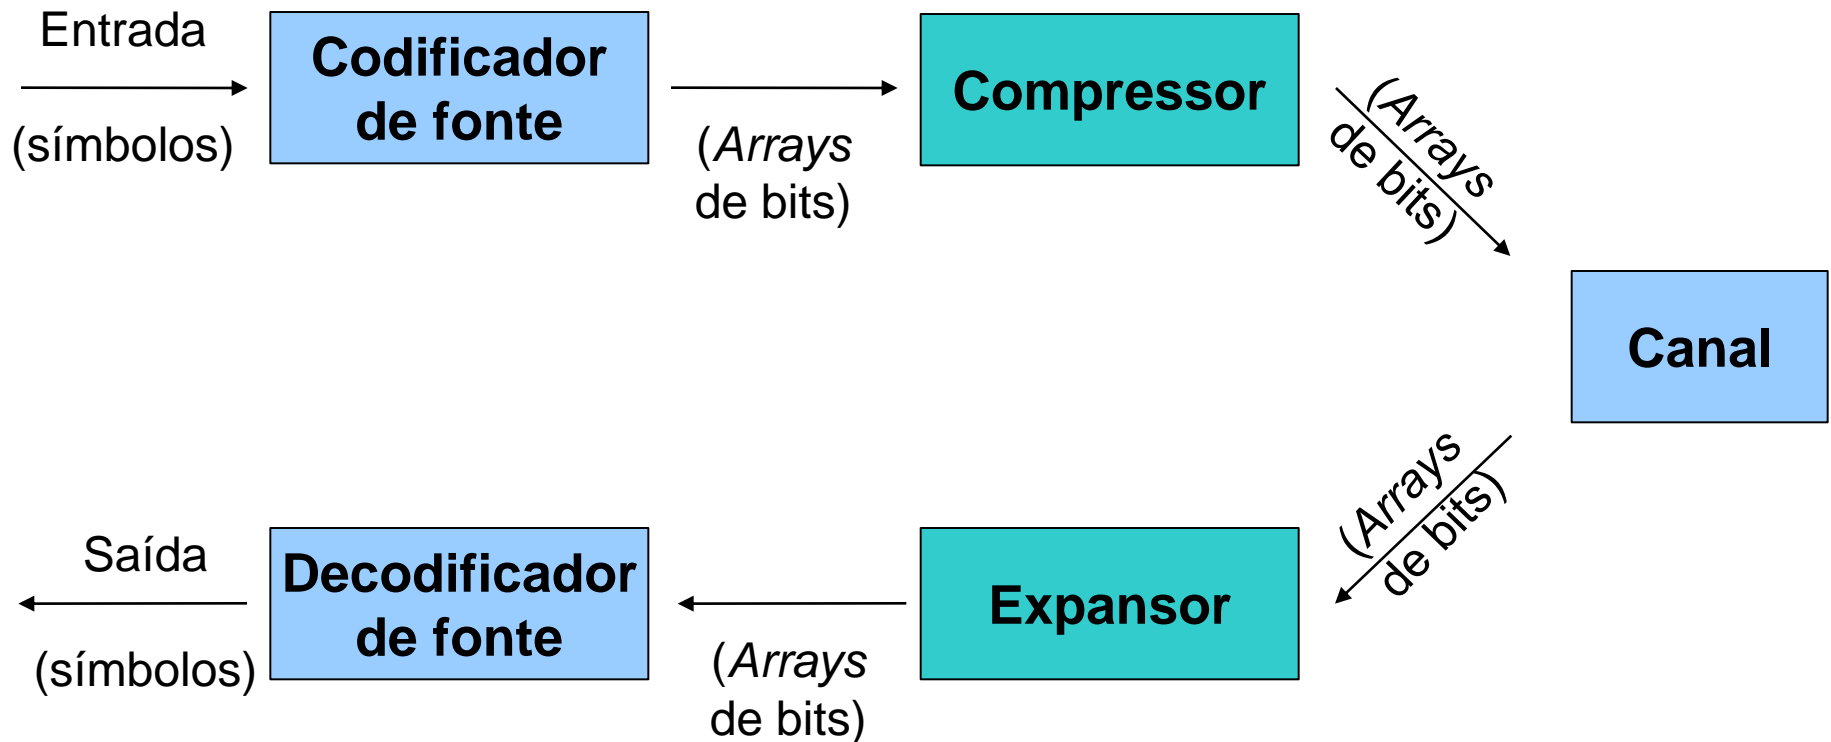 Entrada
(símbolos)
Codificador
de fonte
(Arrays
de bits)
Compressor
(Arrays
de bits)
Canal
(Arrays
de bits)
Expansor
(Arrays
de bits)
Decodificador
de fonte
Saída
(símbolos)